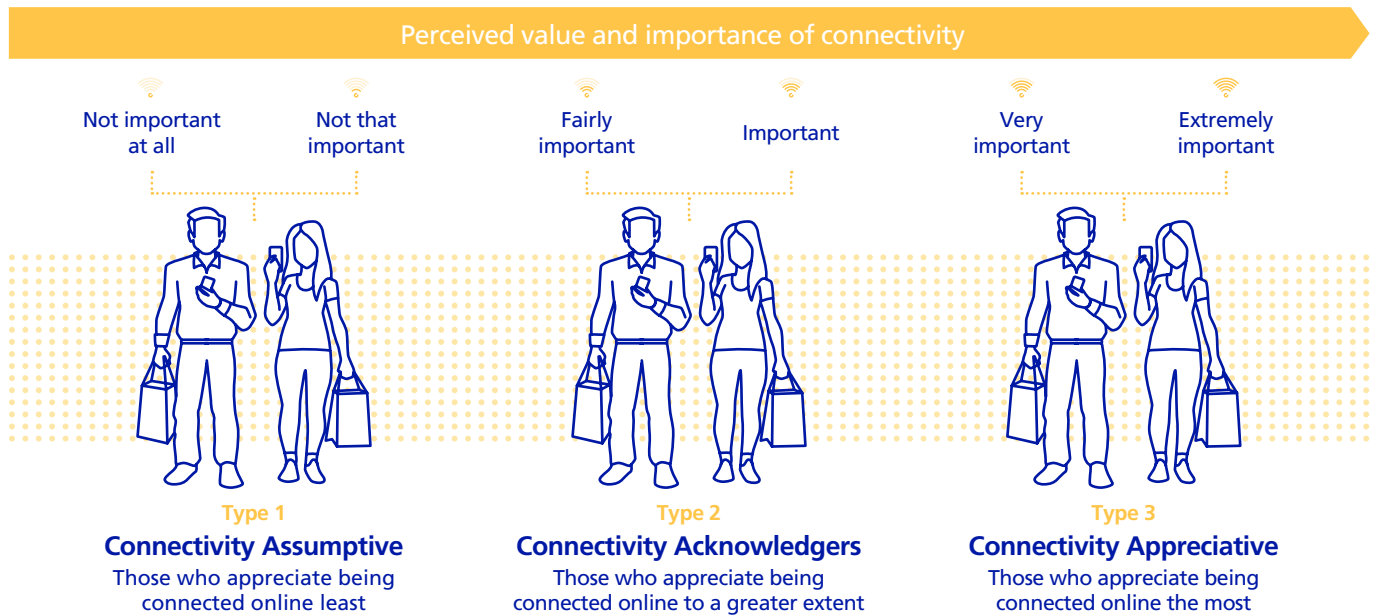 Perceived value and importance of connectivity
Not important
at all
Not that
important
Fairly
important
Important
Very
important
Extremely
important
Type 1
Connectivity Assumptive
Those who appreciate being
connected online least
Type 2
Connectivity Acknowledgers
Those who appreciate being
connected online to a greater extent
Type 3
Connectivity Appreciative
Those who appreciate being
connected online the most